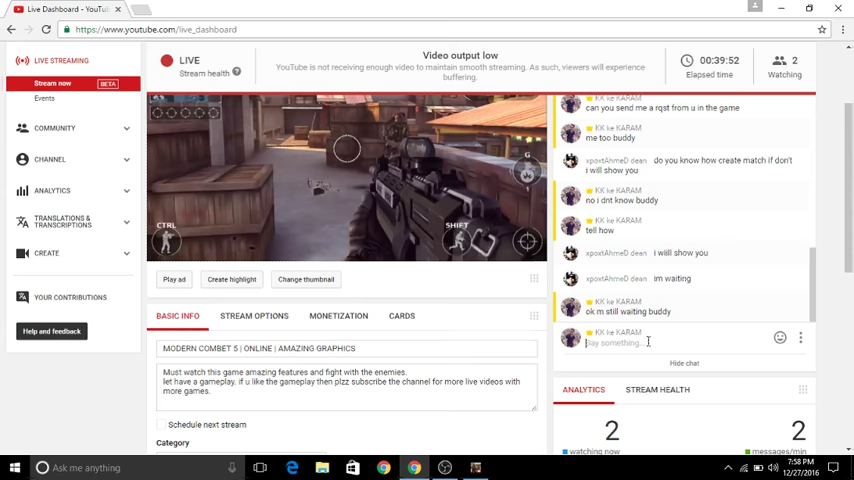 Live Dashboard - YouTub
https://www.youtube.com/live_dashboard
LIVE STREAMING
Stream now BETA
Events
COMMUNITY
CHANNEL
ANALYTICS
TRANSLATIONS &
TRANSCRIPTIONS
CREATE
YOUR CONTRIBUTIONS
Help and feedback
LIVE
Stream health
Video output low
YouTube is not receiving enough video to maintain smooth streaming. As such, viewers will experience
buffering.
00:39:52
Elapsed time
2
Watching
CTRL
SHIFT
G
Play ad
Create highlight
Change thumbnail
BASIC INFO
STREAM OPTIONS
MONETIZATION
CARDS
MODERN COMBET 5 | ONLINE | AMAZING GRAPHICS
Must watch this game amazing features and fight with the enemies.
let have a gameplay. if u like the gameplay then plzz subscribe the channel for more live videos with
more games.
Schedule next stream
Category
KK ke KARAM
can you send me a rqst from u in the game
KK ke KARAM
me too buddy
xpoxtAhmeD dean do you know how create match if don't
i will show you
KK ke KARAM
no i dnt know buddy
KK ke KARAM
tell how
xpoxtAhmeD dean i wiill show you
xpoxtAhmeD dean im waiting
KK ke KARAM
ok m still waiting buddy
KK ke KARAM
Say something...
Hide chat
ANALYTICS
STREAM HEALTH
2
watching now
2
messages/min
Ask me anything
7:58 PM
12/27/2016